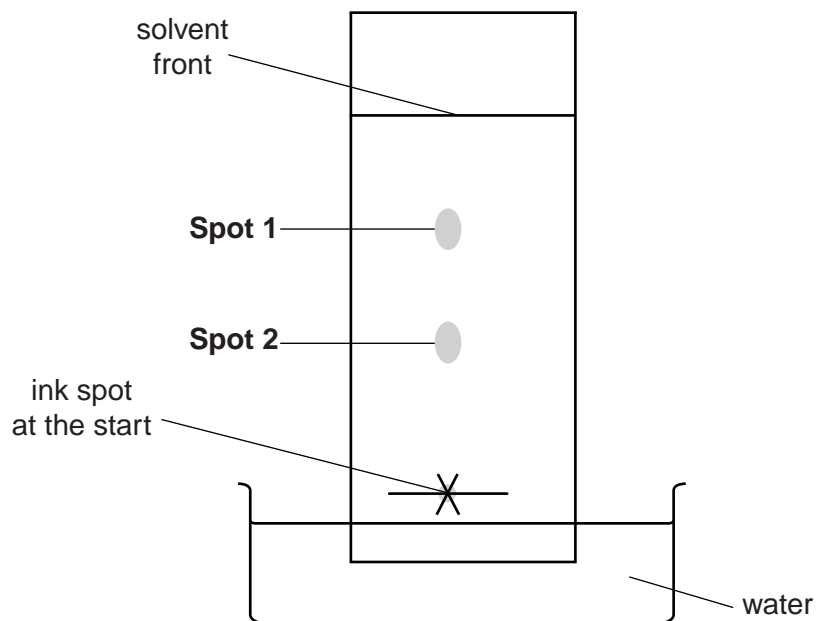 solvent
front
Spot 1
Spot 2
ink spot
at the start
water